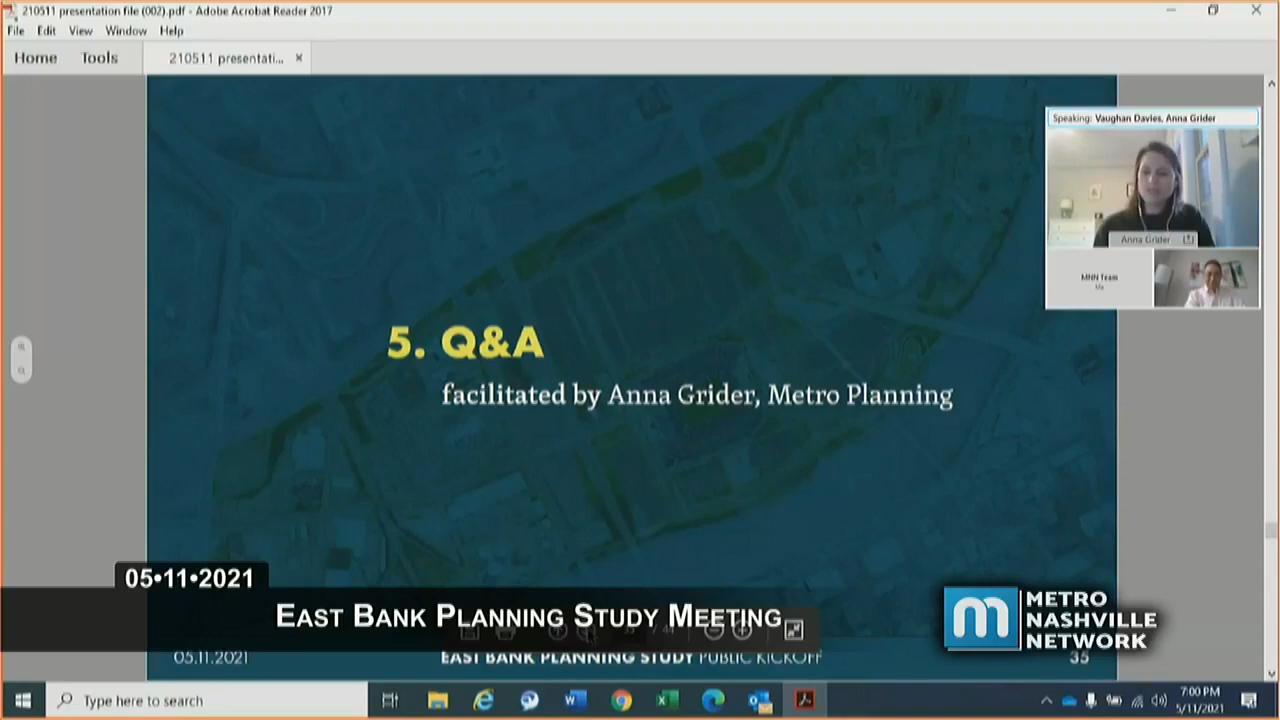 210511 presentation file (002).pdf - Adobe Acrobat Reader 2017
File Edit View Window Help
Home Tools 210511 presentati... ×
Speaking: Vaughan Davies, Anna Grider
Anna Grider
MNN Team
Me
5. Q&A
facilitated by Anna Grider, Metro Planning
05•11•2021
East Bank Planning Study Meeting
METRO
NASHVILLE
NETWORK
35 / 44
05.11.2021
EAST BANK PLANNING STUDY PUBLIC KICKOFF
35
Type here to search
7:00 PM
5/11/2021